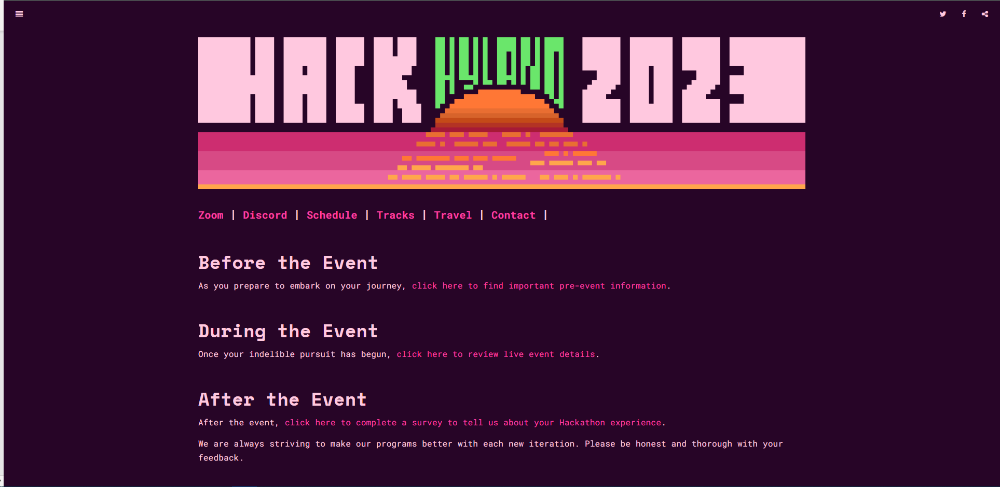 HACK HYLAND 2023
Zoom | Discord | Schedule | Tracks | Travel | Contact |
Before the Event
As you prepare to embark on your journey, click here to find important pre-event information.
During the Event
Once your indelible pursuit has begun, click here to review live event details.
After the Event
After the event, click here to complete a survey to tell us about your Hackathon experience.
We are always striving to make our programs better with each new iteration. Please be honest and thorough with your
feedback.